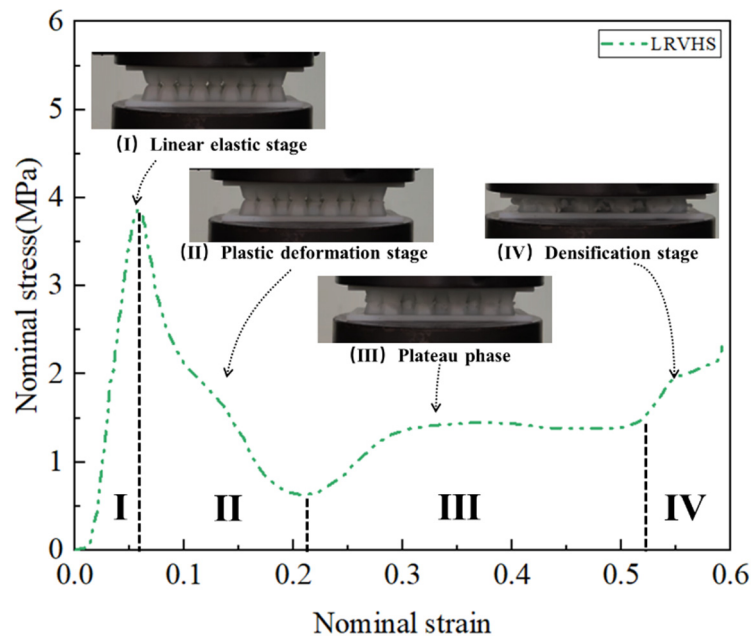 LRVHS
(I) Linear elastic stage
(II) Plastic deformation stage
(IV) Densification stage
(III) Plateau phase
Nominal stress(MPa)
6
5
4
3
2
1
0
I
II
III
IV
0.0 0.1 0.2 0.3 0.4 0.5 0.6
Nominal strain